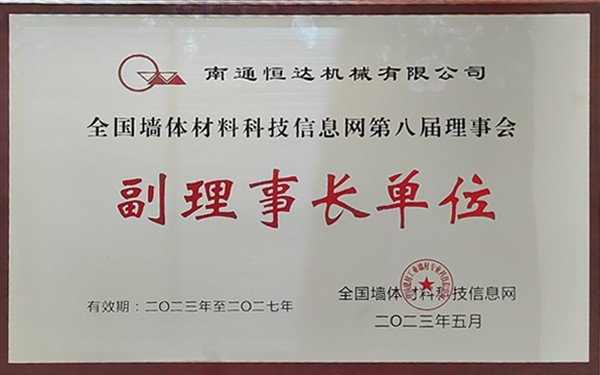 南通恒达机械有限公司
全国墙体材料科技信息网第八届理事会
副理事长单位
有效期：二〇二三年至二〇二七年
全国墙体材料科技信息网
二〇二三年五月